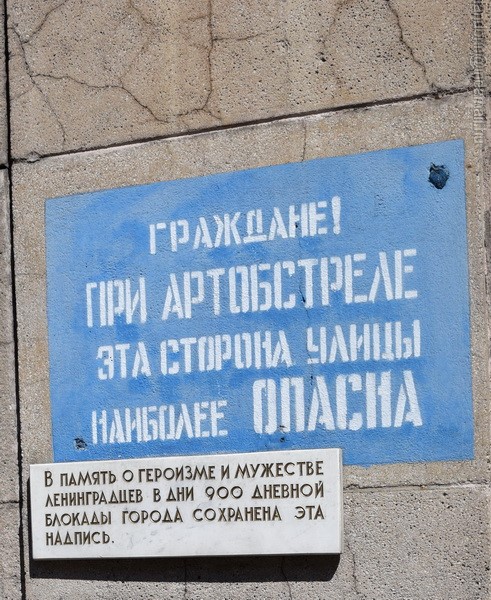 ГРАЖДАНЕ!
ПРИ АРТОБСТРЕЛЕ
ЭТА СТОРОНА УЛИЦЫ
НАИБОЛЕЕ ОПАСНА
В ПАМЯТЬ О ГЕРОИЗМЕ И МУЖЕСТВЕ
ЛЕНИНГРАДЦЕВ В ДНИ 900 ДНЕВНОЙ
БЛОКАДЫ ГОРОДА СОХРАНЕНА ЭТА
НАДПИСЬ.